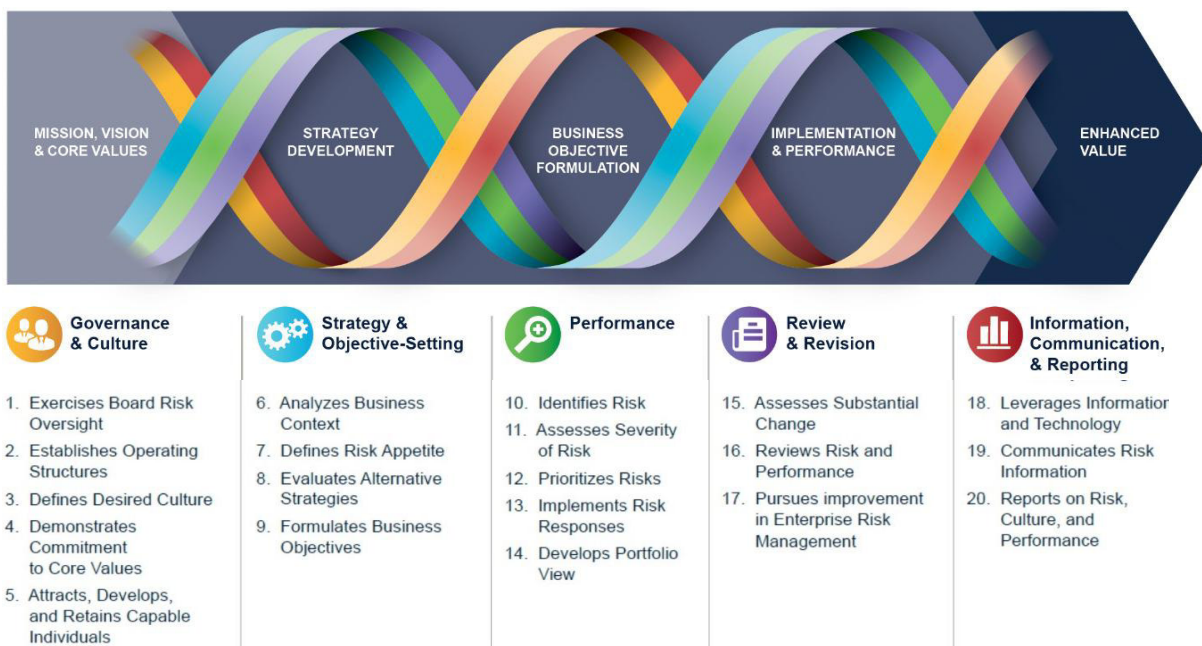 MISSION, VISION
& CORE VALUES
STRATEGY
DEVELOPMENT
BUSINESS
OBJECTIVE
FORMULATION
IMPLEMENTATION
& PERFORMANCE
ENHANCED
VALUE
Governance
& Culture
1. Exercises Board Risk
Oversight
2. Establishes Operating
Structures
3. Defines Desired Culture
4. Demonstrates
Commitment
to Core Values
5. Attracts, Develops,
and Retains Capable
Individuals
Strategy &
Objective-Setting
6. Analyzes Business
Context
7. Defines Risk Appetite
8. Evaluates Alternative
Strategies
9. Formulates Business
Objectives
Performance
10. Identifies Risk
11. Assesses Severity
of Risk
12. Prioritizes Risks
13. Implements Risk
Responses
14. Develops Portfolio
View
Review
& Revision
15. Assesses Substantial
Change
16. Reviews Risk and
Performance
17. Pursues improvement
in Enterprise Risk
Management
Information,
Communication,
& Reporting
18. Leverages Information
and Technology
19. Communicates Risk
Information
20. Reports on Risk,
Culture, and
Performance